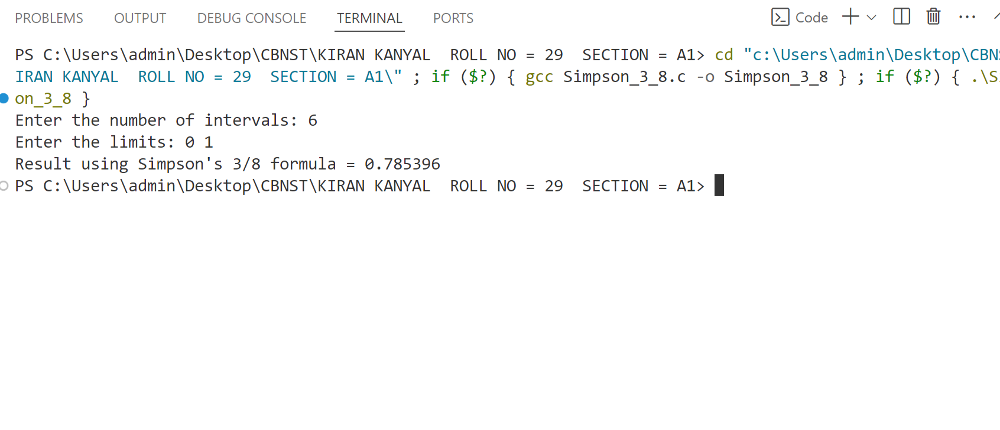 PROBLEMS OUTPUT DEBUG CONSOLE TERMINAL PORTS Code
PS C:\Users\admin\Desktop\CBNST\KIRAN KANYAL  ROLL NO = 29  SECTION = A1> cd "c:\Users\admin\Desktop\CBN
IRAN KANYAL  ROLL NO = 29  SECTION = A1\" ; if ($?) { gcc Simpson_3_8.c -o Simpson_3_8 } ; if ($?) { .\S
on_3_8 }
Enter the number of intervals: 6
Enter the limits: 0 1
Result using Simpson's 3/8 formula = 0.785396
PS C:\Users\admin\Desktop\CBNST\KIRAN KANYAL  ROLL NO = 29  SECTION = A1>